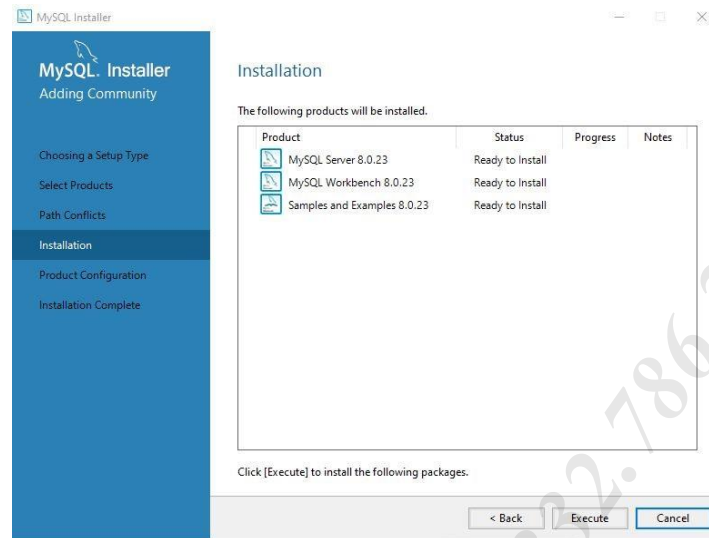 MySQL Installer
MySQL. Installer
Adding Community
Choosing a Setup Type
Select Products
Path Conflicts
Installation
Product Configuration
Installation Complete
Installation
The following products will be installed.
Product Status Progress Notes
MySQL Server 8.0.23 Ready to Install
MySQL Workbench 8.0.23 Ready to Install
Samples and Examples 8.0.23 Ready to Install
Click [Execute] to install the following packages.
< Back Execute Cancel